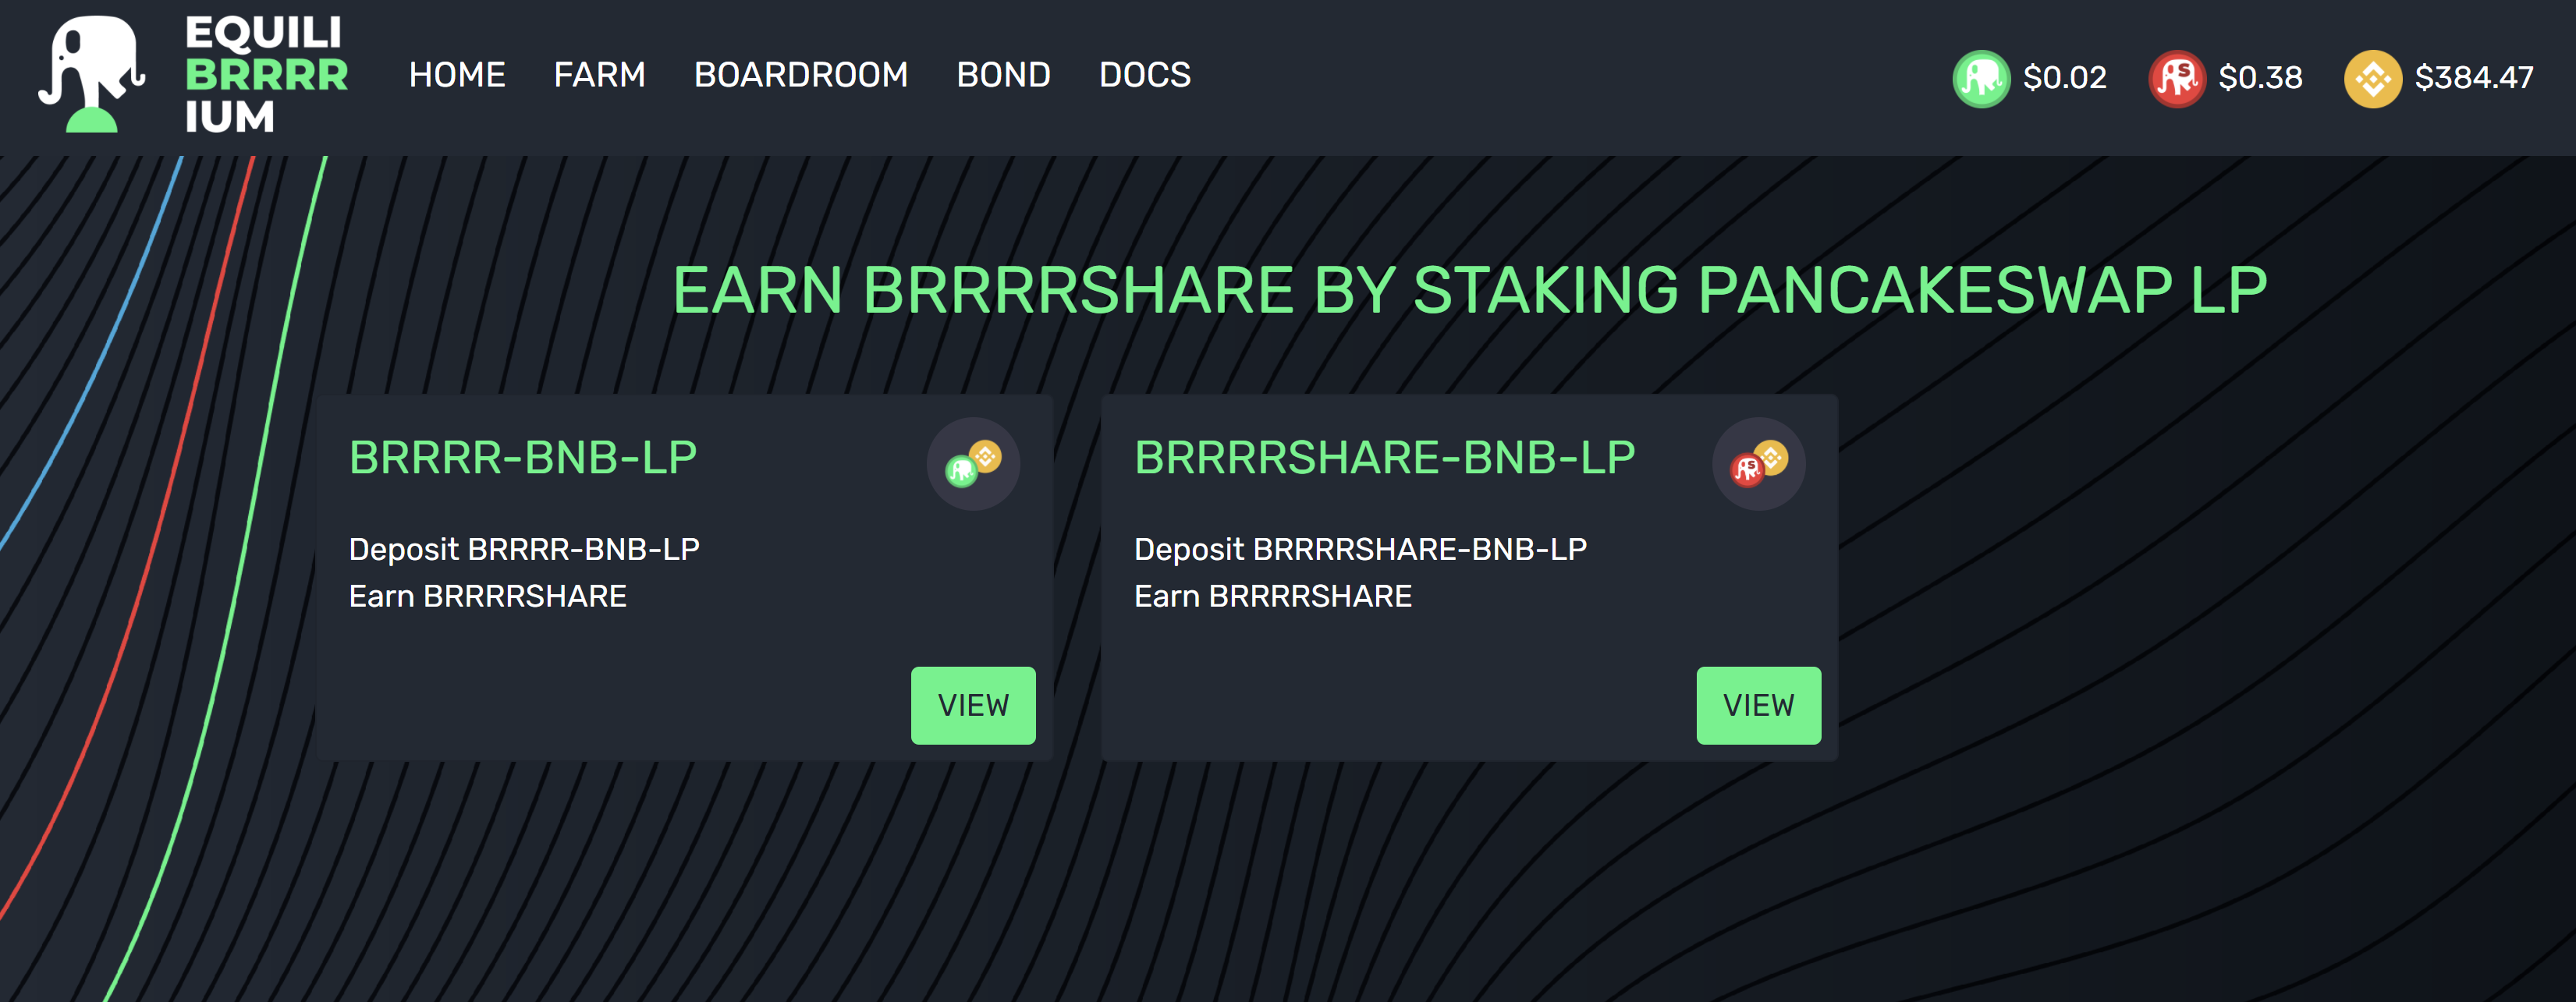 EQUILI
BRRRR
IUM
HOME FARM BOARDROOM BOND DOCS
$0.02 $0.38 $384.47
EARN BRRRRSHARE BY STAKING PANCAKESWAP LP
BRRRR-BNB-LP
Deposit BRRRR-BNB-LP
Earn BRRRRSHARE
VIEW
BRRRRSHARE-BNB-LP
Deposit BRRRRSHARE-BNB-LP
Earn BRRRRSHARE
VIEW